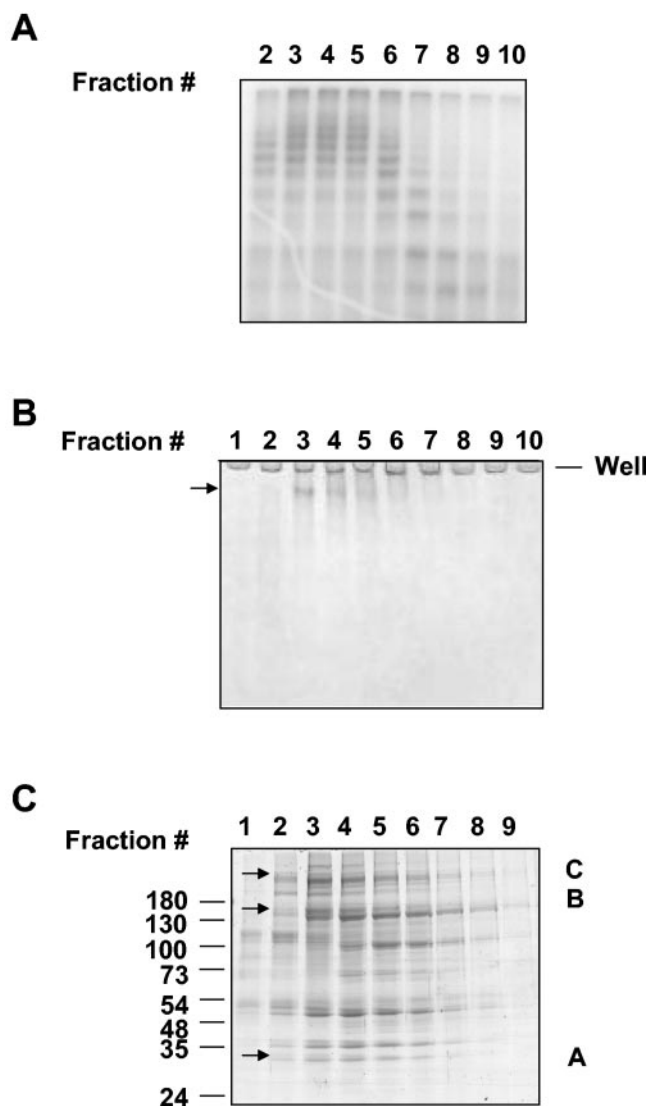 A
2 3 4 5 6 7 8 9 10
Fraction #
B
Fraction # 1 2 3 4 5 6 7 8 9 10
Well
C
1 2 3 4 5 6 7 8 9
Fraction #
C
180 B
130
100
73
54
48
35
A
24